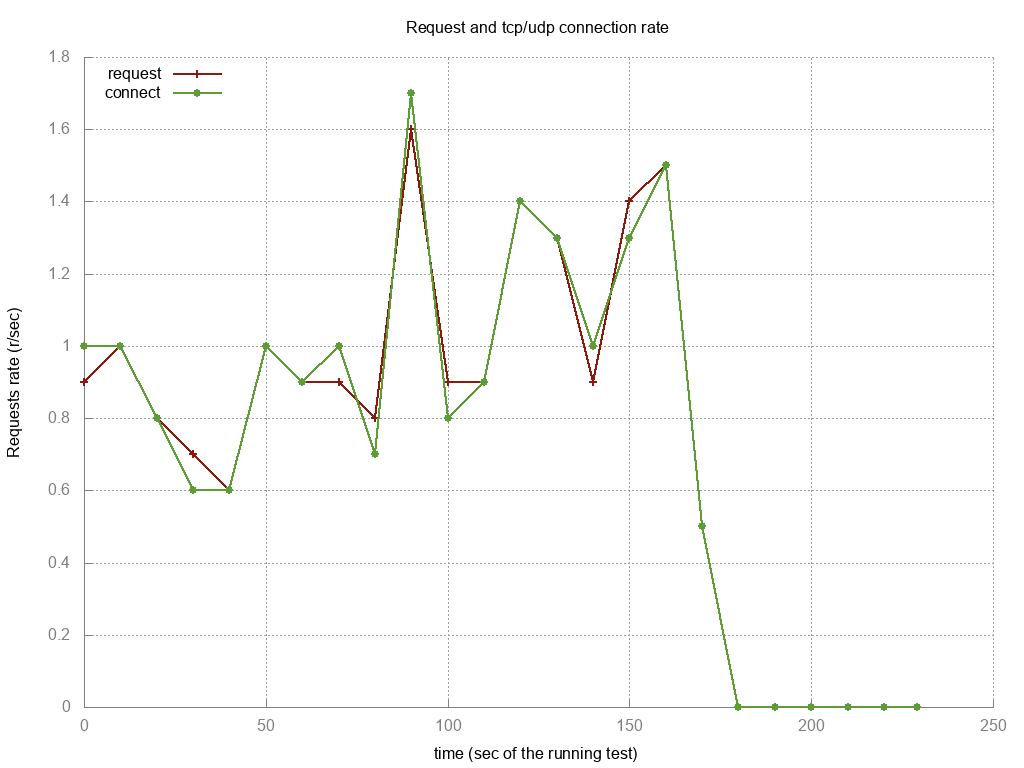 Request and tcp/udp connection rate
request
connect
1.8
1.6
1.4
1.2
1
0.8
0.6
0.4
0.2
0
0 50 100 150 200 250
Requests rate (r/sec)
time (sec of the running test)